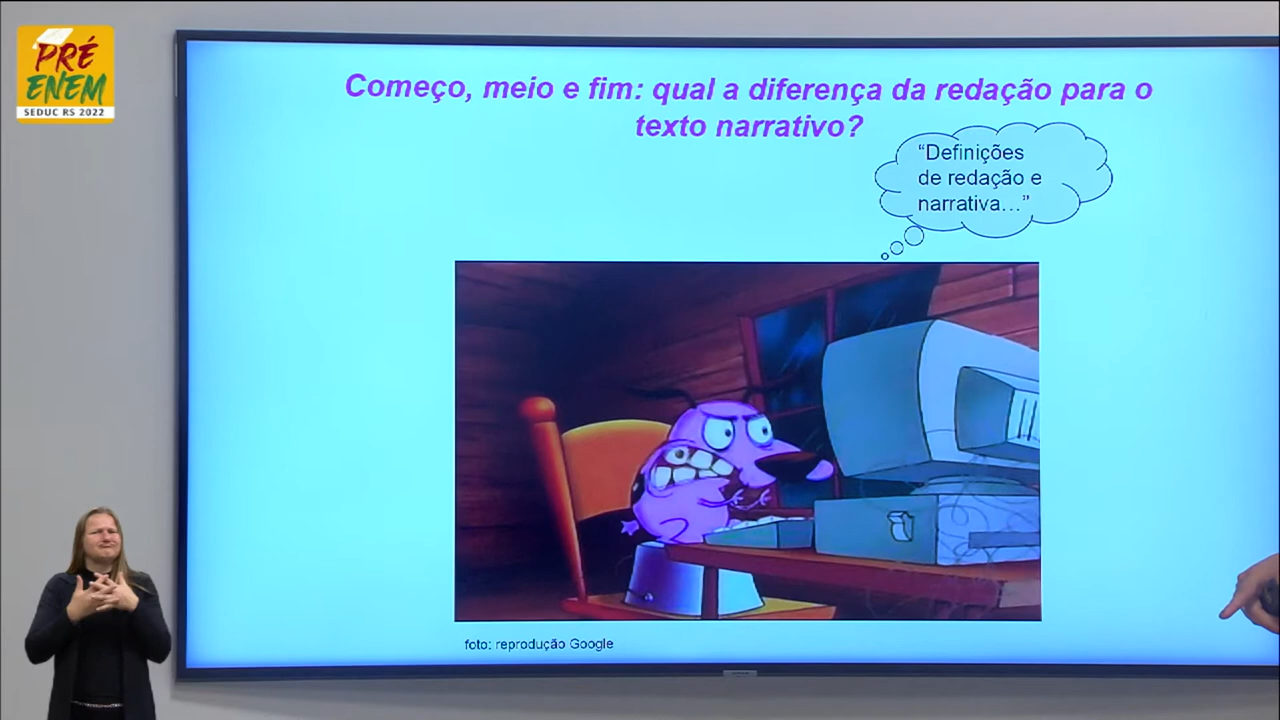 PRÉ
ENEM
SEDUC RS 2022
Começo, meio e fim: qual a diferença da redação para o
texto narrativo?
“Definições
de redação e
narrativa…”
foto: reprodução Google